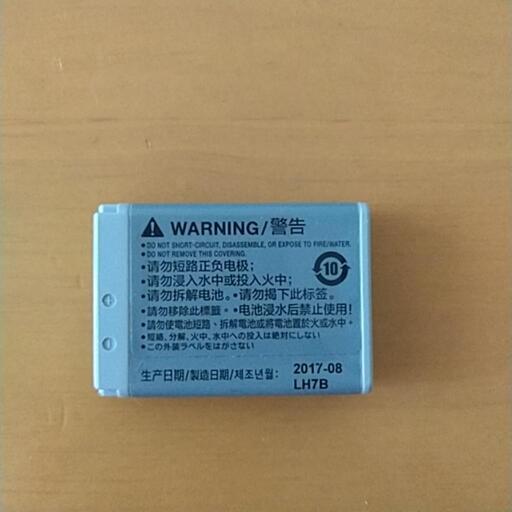 WARNING/警告
•DO NOT SHORT-CIRCUIT, DISASSEMBLE, OR EXPOSE TO FIRE/WATER.
•DO NOT REMOVE THIS COVERING.
•请勿短路正负电极；
•请勿浸入水中或投入火中；
•请勿拆解电池。•请勿揭下此标签。
•請勿移除此標籤。•电池浸水后禁止使用！
•請勿使電池短路、拆解電池或將電池置於火或水中。
•短絡、分解、火中、水中への投入は絶対にしない
•この外装ラベルをはがさない
10
生产日期/製造日期/제조년월： 2017-08
LH7B
+
-